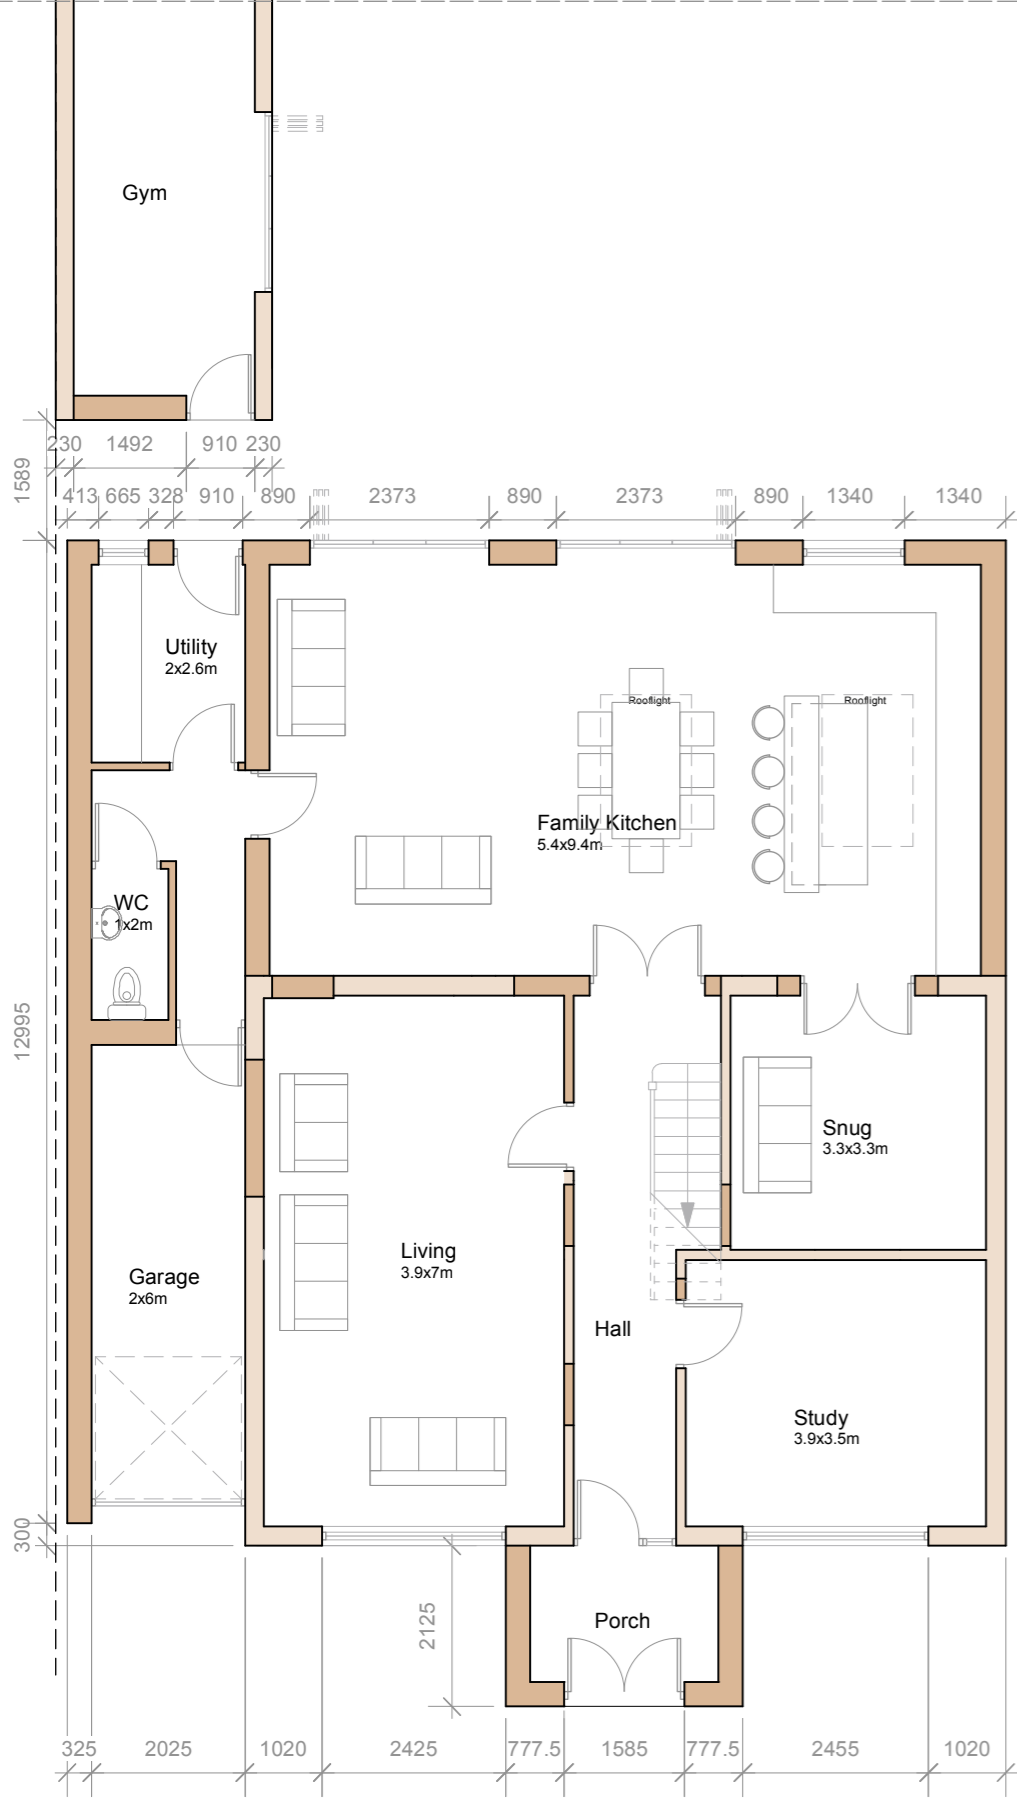 Gym
230 1492 910 230
1589
413 665 328 910 890 2373 890 2373 890 1340 1340
Utility
2x2.6m
Rooflight
Rooflight
Family Kitchen
5.4x9.4m
WC
1x2m
12995
Snug
3.3x3.3m
Living
3.9x7m
Garage
2x6m
Hall
Study
3.9x3.5m
300
2125
Porch
325 2025 1020 2425 777.5 1585 777.5 2455 1020